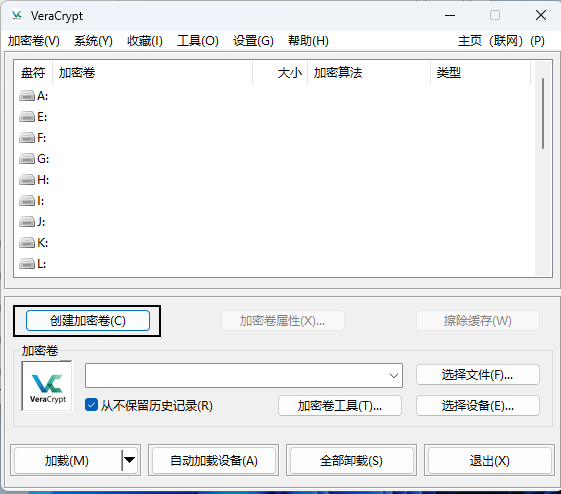 VeraCrypt
加密卷(V) 系统(Y) 收藏(I) 工具(O) 设置(G) 帮助(H) 主页（联网）(P)
盘符 加密卷 大小 加密算法 类型
A:
E:
F:
G:
H:
I:
J:
K:
L:
创建加密卷(C) 加密卷属性(X)... 擦除缓存(W)
加密卷
VeraCrypt
选择文件(F)...
从不保留历史记录(R) 加密卷工具(T)... 选择设备(E)...
加载(M) 自动加载设备(A) 全部卸载(S) 退出(X)